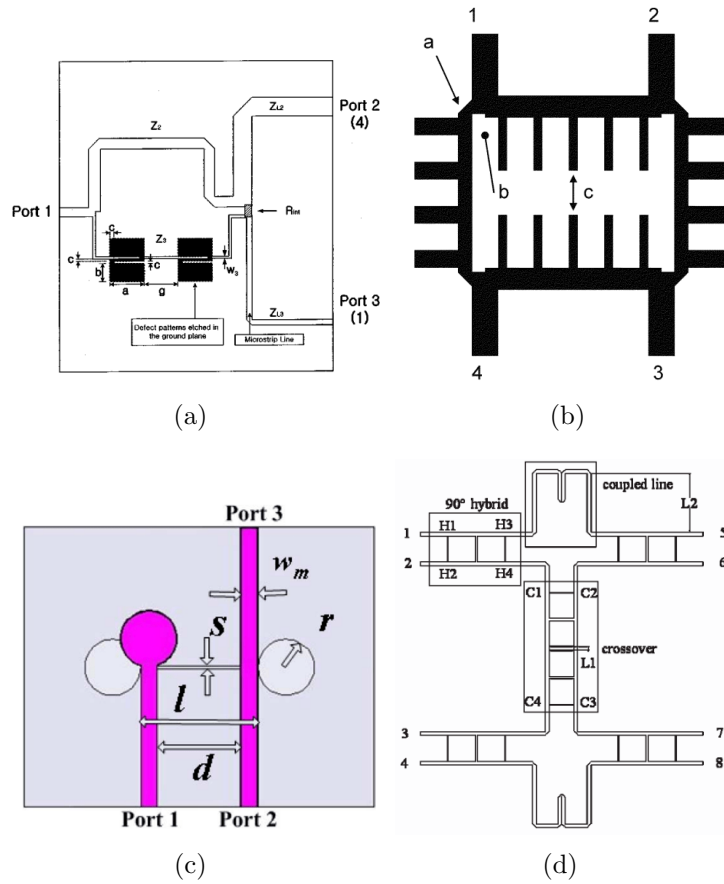 Port 1
Z2
ZL2
Port 2
(4)
Rint
c
Z3
c
b
c
a
g
W3
Port 3
(1)
ZL3
Defect patterns etched in
the ground plane
Microstrip Line
(a)
1
2
a
b
c
4
3
(b)
Port 3
wm
s
r
l
d
Port 1
Port 2
(c)
90° hybrid
coupled line
L2
1
H1
H3
5
2
H2
H4
6
C1
C2
crossover
L1
C4
C3
3
7
4
8
(d)